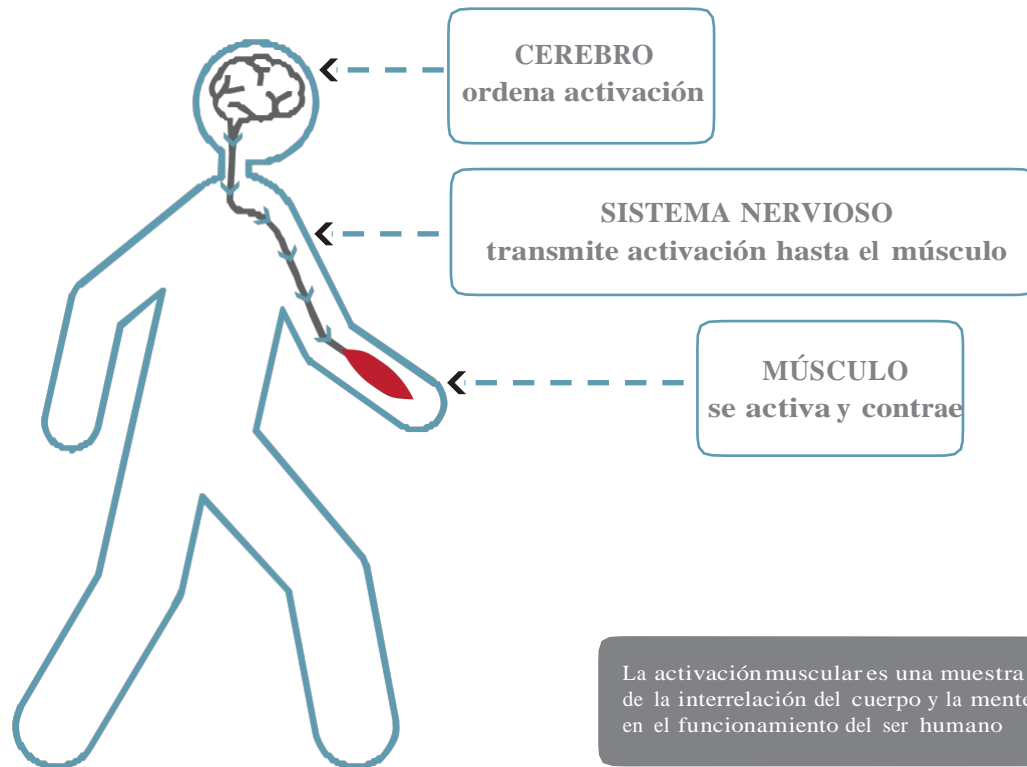 CEREBRO
ordena activación
SISTEMA NERVIOSO
transmite activación hasta el músculo
MÚSCULO
se activa y contrae
La activación muscular es una muestra
de la interrelación del cuerpo y la mente
en el funcionamiento del ser humano